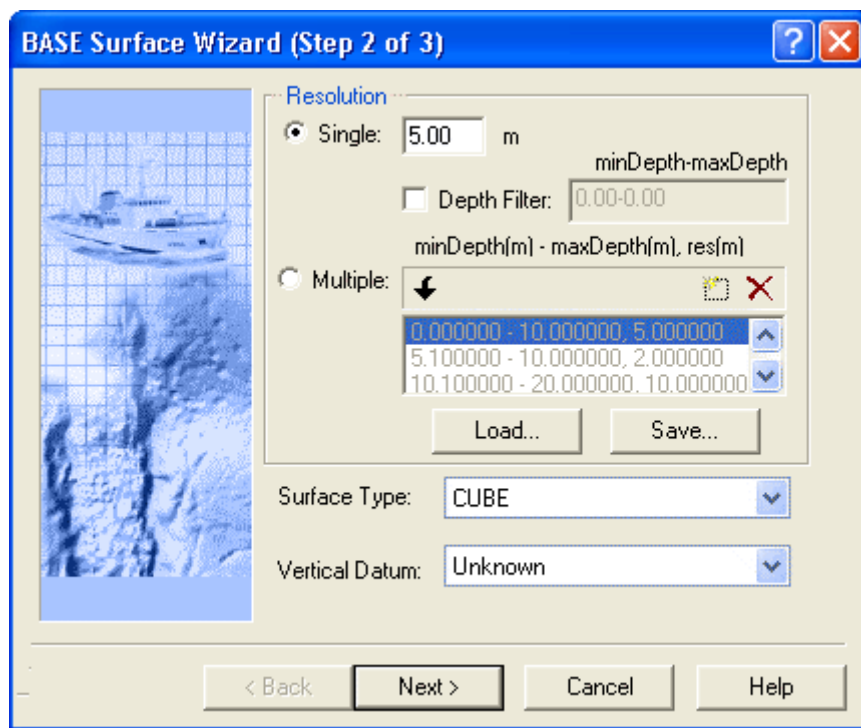 BASE Surface Wizard (Step 2 of 3)
Resolution
Single: 5.00 m
minDepth-maxDepth
Depth Filter: 0.00-0.00
minDepth(m) - maxDepth(m), res(m)
Multiple:
0.000000 - 10.000000, 5.000000
5.100000 - 10.000000, 2.000000
10.100000 - 20.000000, 10.000000
Load... Save...
Surface Type: CUBE
Vertical Datum: Unknown
< Back Next > Cancel Help